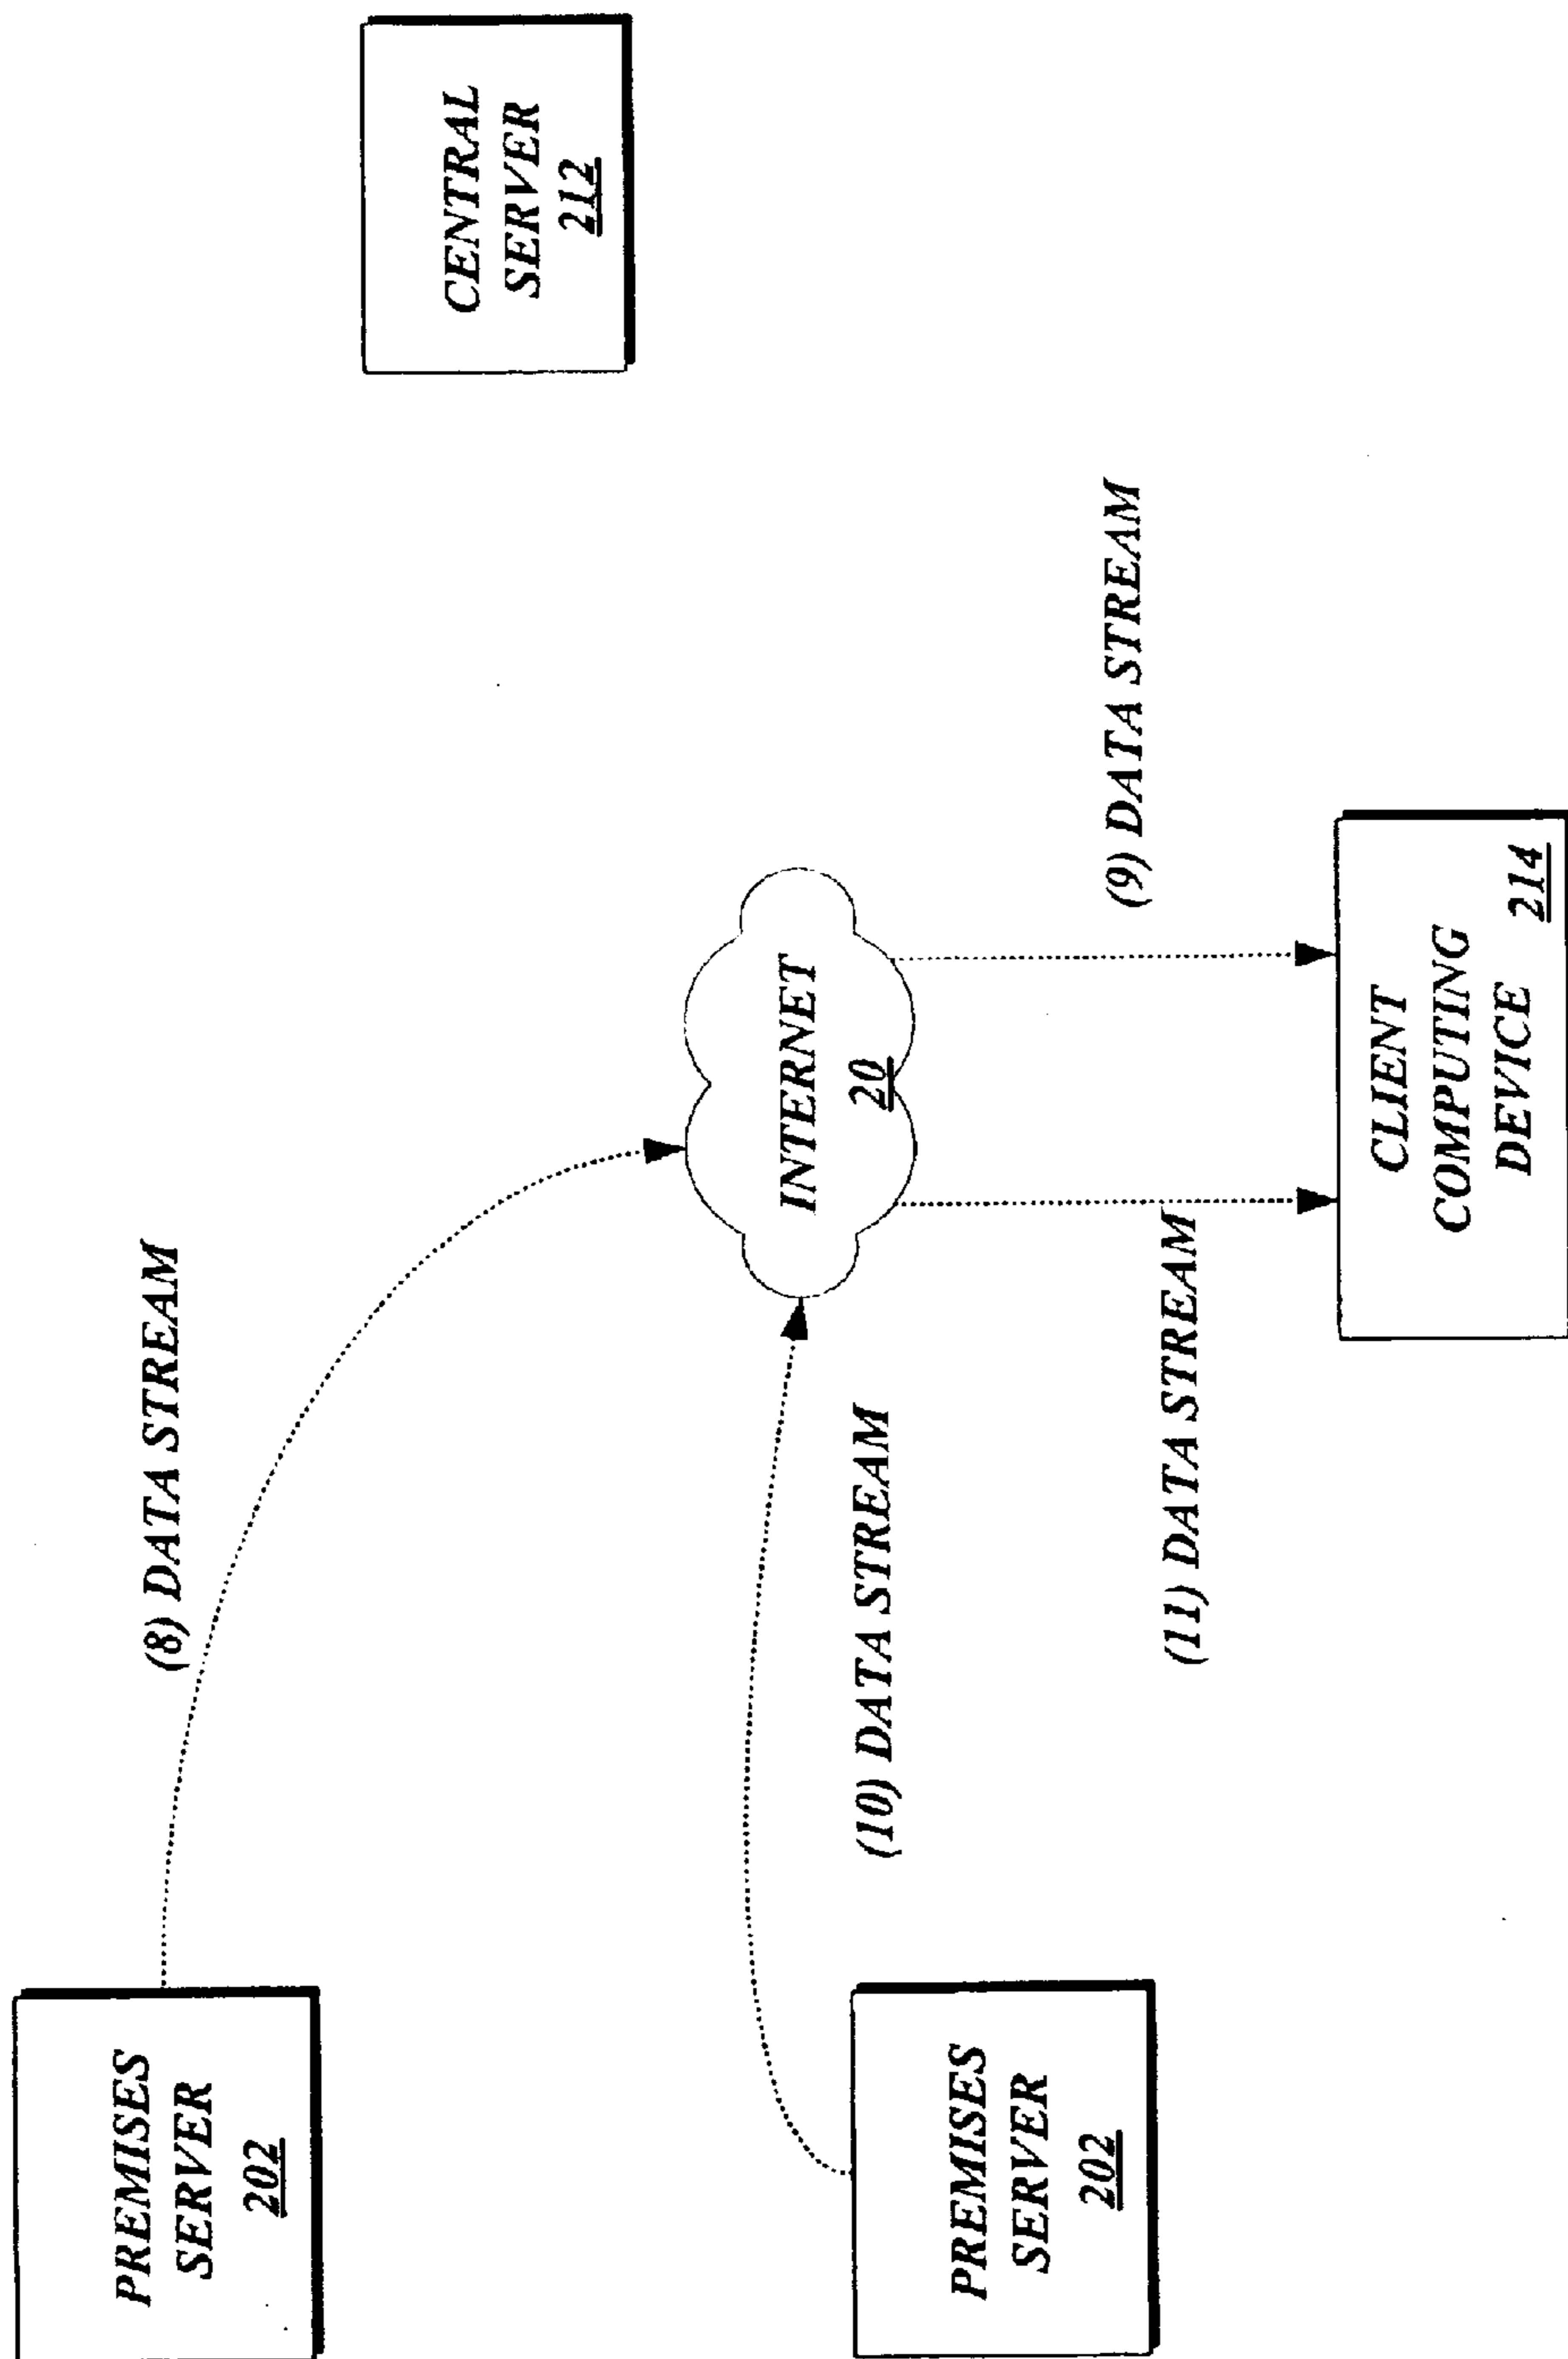 PREMISES
SERVER
202
(8) DATA STREAM
CENTRAL
SERVER
212
INTERNET
20
PREMISES
SERVER
202
(10) DATA STREAM
(9) DATA STREAM
(11) DATA STREAM
CLIENT
COMPUTING
DEVICE
214